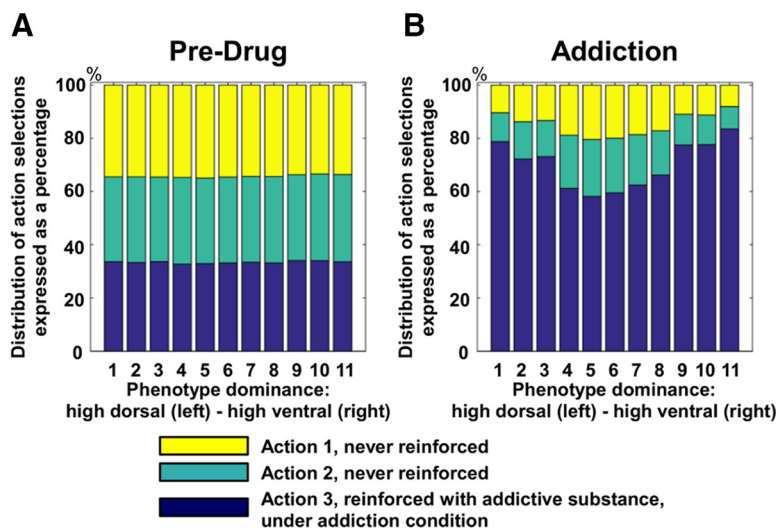 A
B
Pre-Drug
Addiction
Distribution of action selections
expressed as a percentage
%
100
80
60
40
20
0
1 2 3 4 5 6 7 8 9 10 11
Phenotype dominance:
high dorsal (left) - high ventral (right)
Distribution of action selections
expressed as a percentage
%
100
80
60
40
20
0
1 2 3 4 5 6 7 8 9 10 11
Phenotype dominance:
high dorsal (left) - high ventral (right)
Action 1, never reinforced
Action 2, never reinforced
Action 3, reinforced with addictive substance,
under addiction condition